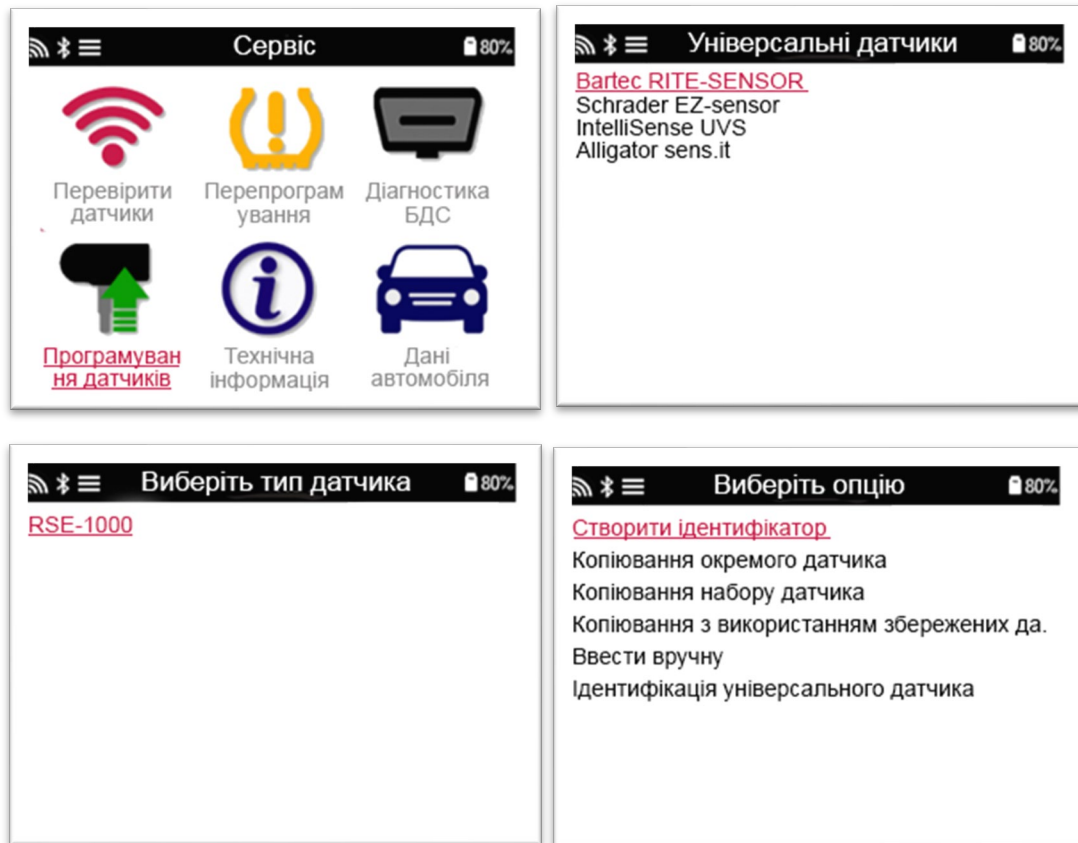 Сервіс 80%
Перевірити датчики
Перепрограм ування
Діагностика БДС
Програмуван ня датчиків
Технічна інформація
Дані автомобіля
Універсальні датчики 80%
Bartec RITE-SENSOR
Schrader EZ-sensor
IntelliSense UVS
Alligator sens.it
Виберіть тип датчика 80%
RSE-1000
Виберіть опцію 80%
Створити ідентифікатор
Копіювання окремого датчика
Копіювання набору датчика
Копіювання з використанням збережених да.
Ввести вручну
Ідентифікація універсального датчика